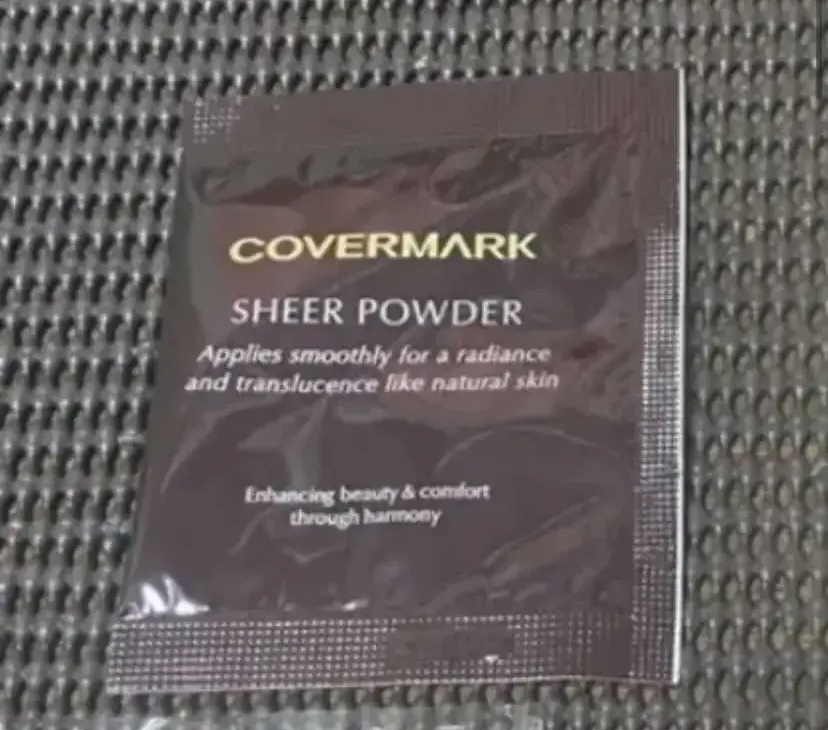 COVERMARK
SHEER POWDER
Applies smoothly for a radiance
and translucence like natural skin
Enhancing beauty & comfort
through harmony